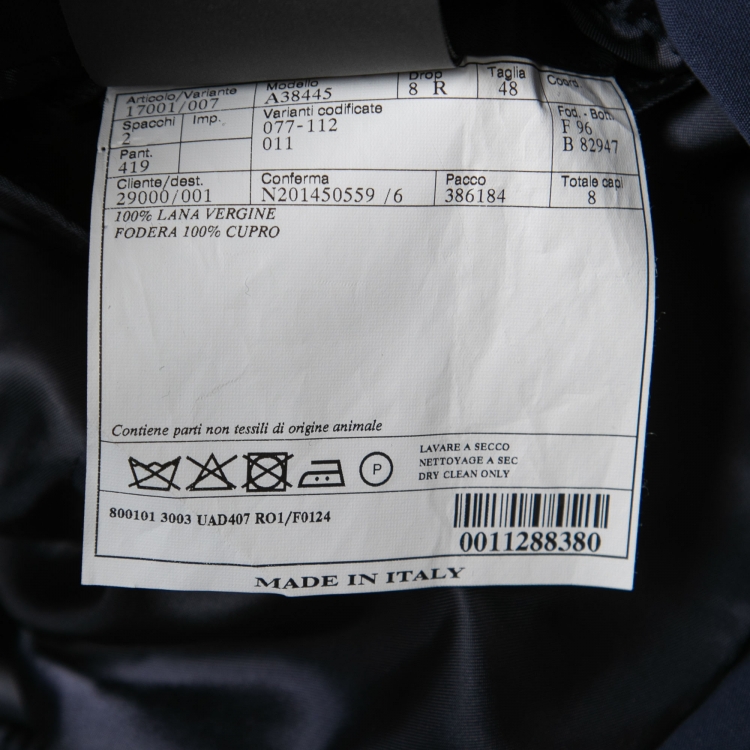 Articolo/Variante Modello Drop Taglia Coord.
17001/007 A38445 8 R 48
Spacchi Imp. Varianti codificate Fod. - Bott.
2 077-112 F 96
011 B 82947
Pant.
419
Cliente/dest. Conferma Pacco Totale capi
29000/001 N201450559 /6 386184 8
100% LANA VERGINE
FODERA 100% CUPRO
Contiene parti non tessili di origine animale
P
LAVARE A SECCO
NETTOYAGE A SEC
DRY CLEAN ONLY
800101 3003 UAD407 RO1/F0124
0011288380
MADE IN ITALY